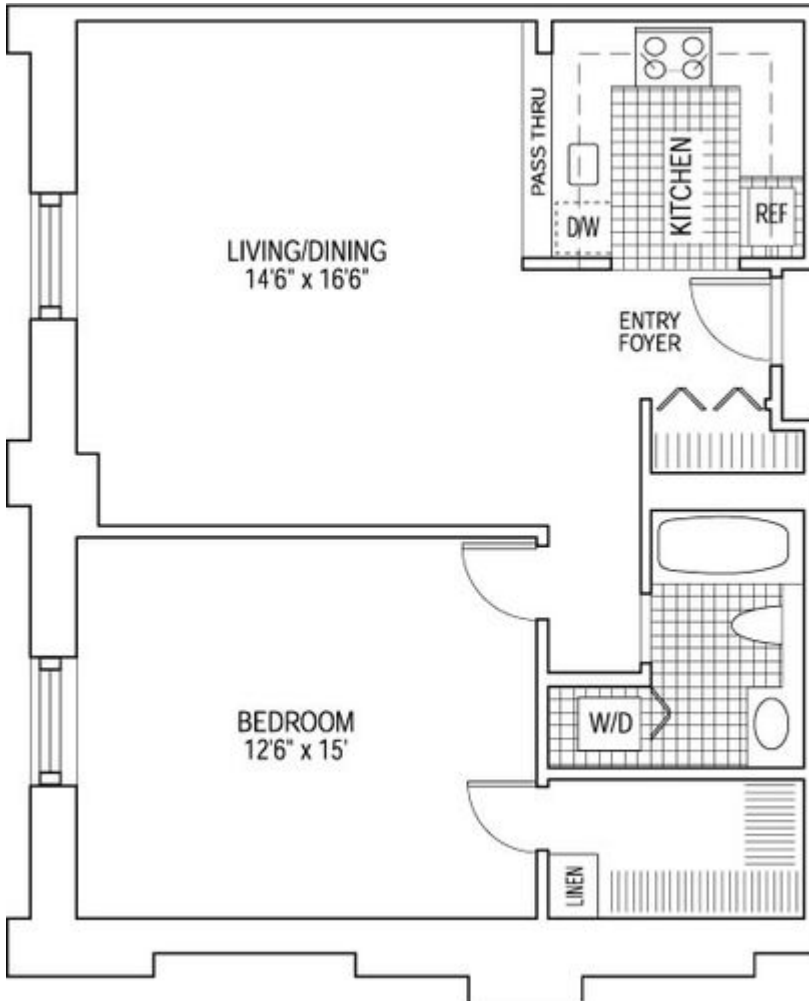 PASS THRU
KITCHEN
D/W
REF
LIVING/DINING
14'6" x 16'6"
ENTRY
FOYER
W/D
BEDROOM
12'6" x 15'
LINEN